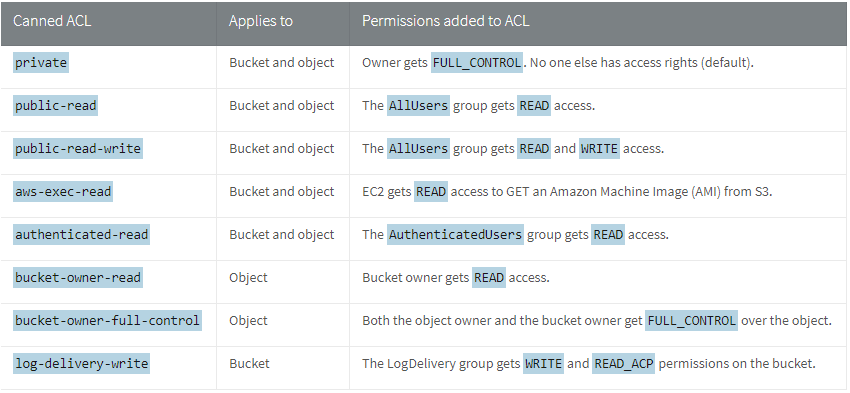 Canned ACL Applies to Permissions added to ACL
private Bucket and object Owner gets FULL_CONTROL. No one else has access rights (default).
public-read Bucket and object The AllUsers group gets READ access.
public-read-write Bucket and object The AllUsers group gets READ and WRITE access.
aws-exec-read Bucket and object EC2 gets READ access to GET an Amazon Machine Image (AMI) from S3.
authenticated-read Bucket and object The AuthenticatedUsers group gets READ access.
bucket-owner-read Object Bucket owner gets READ access.
bucket-owner-full-control Object Both the object owner and the bucket owner get FULL_CONTROL over the object.
log-delivery-write Bucket The LogDelivery group gets WRITE and READ_ACP permissions on the bucket.